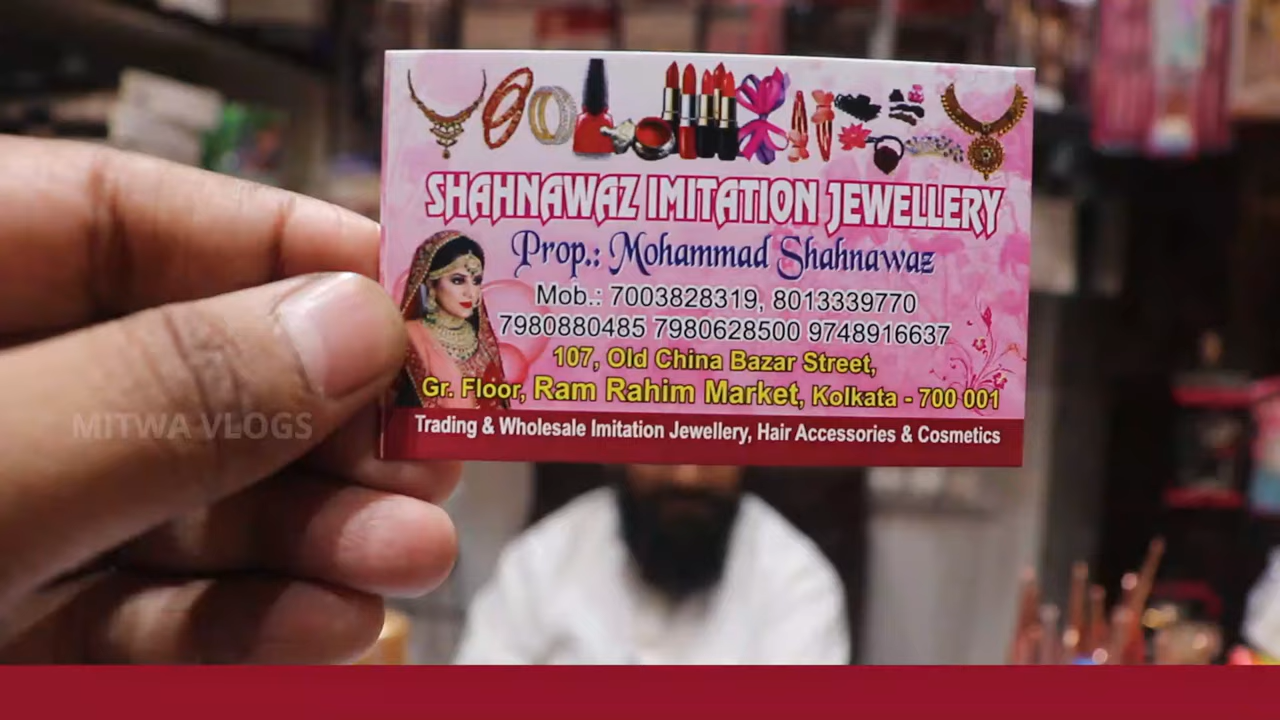 SHAHNAWAZ IMITATION JEWELLERY
Prop.: Mohammad Shahnawaz
Mob.: 7003828319, 8013339770
7980880485 7980628500 9748916637
107, Old China Bazar Street,
Gr. Floor, Ram Rahim Market, Kolkata - 700 001
Trading & Wholesale Imitation Jewellery, Hair Accessories & Cosmetics
MITWA VLOGS